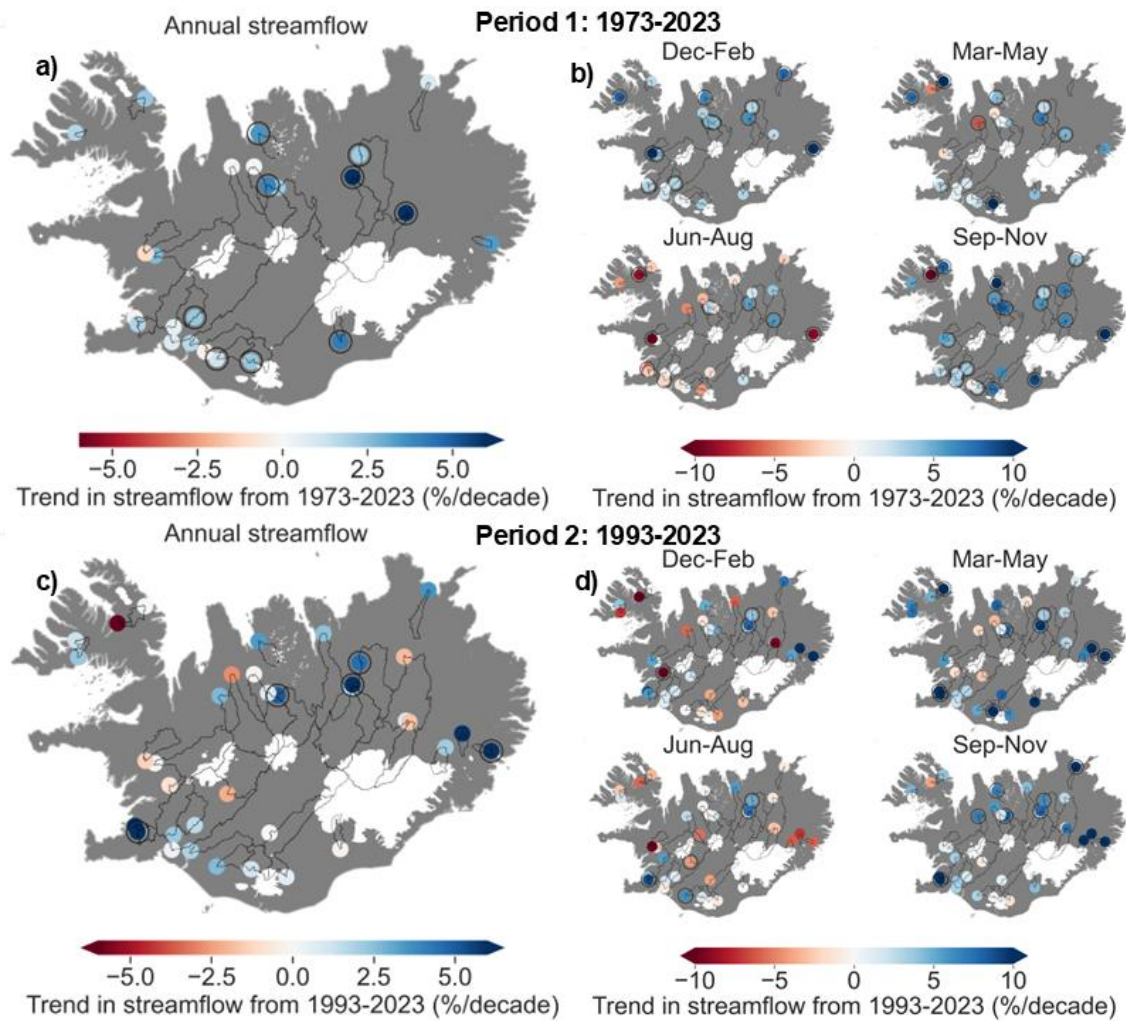 Period 1: 1973-2023
Annual streamflow
a)
b)
Dec-Feb
Mar-May
Jun-Aug
Sep-Nov
−5.0 −2.5 0.0 2.5 5.0
Trend in streamflow from 1973-2023 (%/decade)
−10 −5 0 5 10
Trend in streamflow from 1973-2023 (%/decade)
Period 2: 1993-2023
Annual streamflow
c)
d)
Dec-Feb
Mar-May
Jun-Aug
Sep-Nov
−5.0 −2.5 0.0 2.5 5.0
Trend in streamflow from 1993-2023 (%/decade)
−10 −5 0 5 10
Trend in streamflow from 1993-2023 (%/decade)